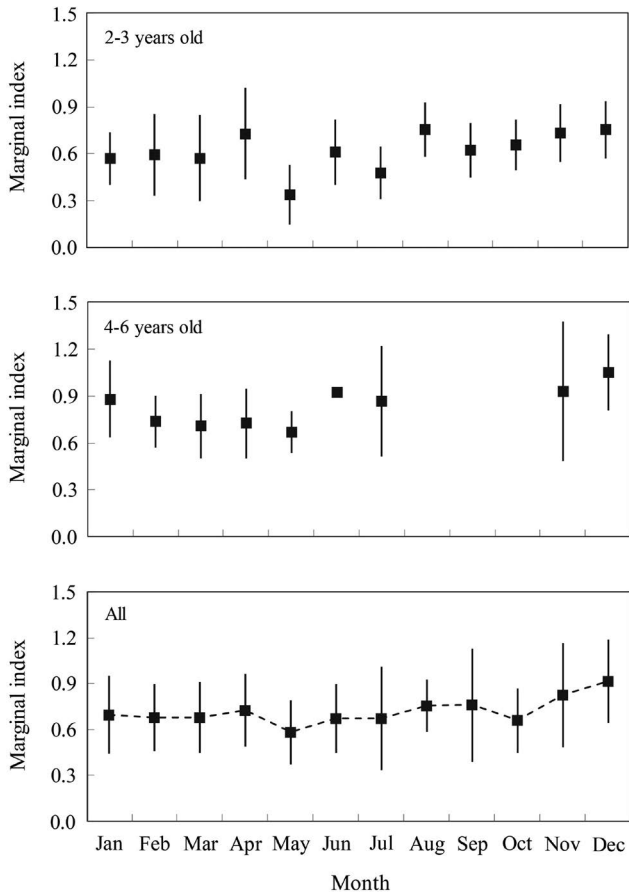 1.5
2-3 years old
1.2
0.9
0.6
0.3
0.0
Marginal index
1.5
4-6 years old
1.2
0.9
0.6
0.3
0.0
Marginal index
1.5
All
1.2
0.9
0.6
0.3
0.0
Marginal index
Jan Feb Mar Apr May Jun Jul Aug Sep Oct Nov Dec
Month